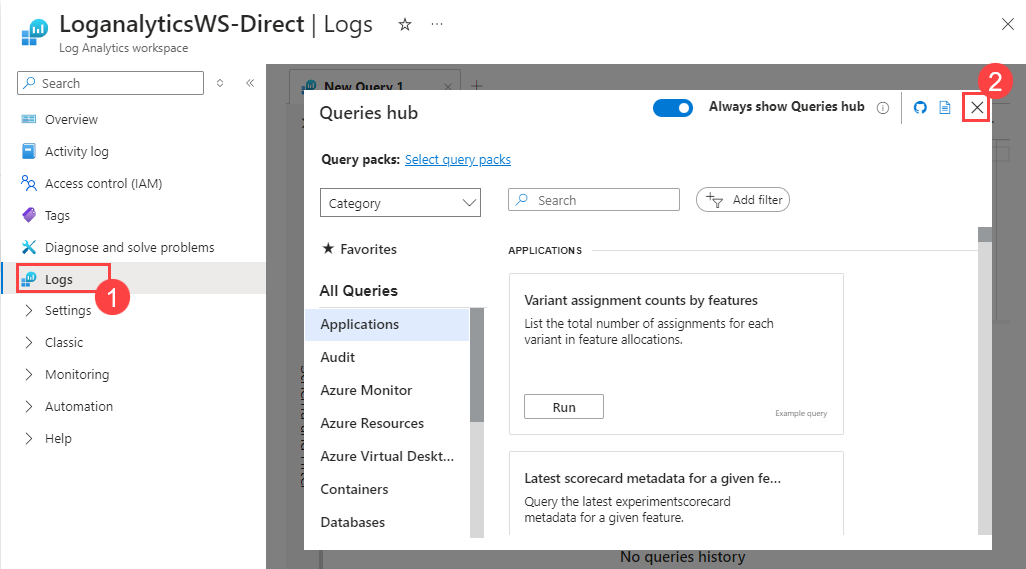 LoganalyticsWS-Direct | Logs
Log Analytics workspace
Search
Overview
Activity log
Access control (IAM)
Tags
Diagnose and solve problems
Logs
1
Settings
Classic
Monitoring
Automation
Help
New Query 1
Queries hub
Always show Queries hub
2
Query packs: Select query packs
Category
Search
Add filter
Favorites
All Queries
Applications
Audit
Azure Monitor
Azure Resources
Azure Virtual Deskt...
Containers
Databases
APPLICATIONS
Variant assignment counts by features
List the total number of assignments for each
variant in feature allocations.
Run
Example query
Latest scorecard metadata for a given fe...
Query the latest experimentscorecard
metadata for a given feature.
No queries history